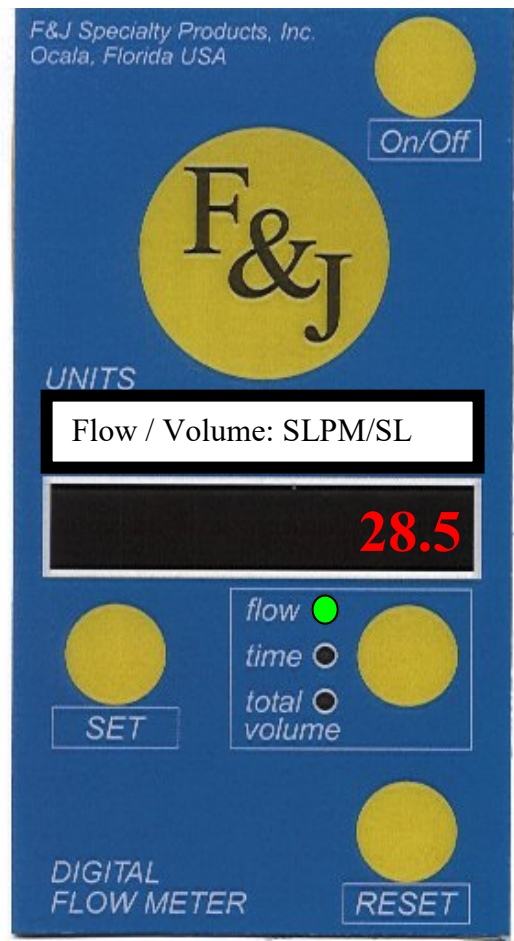 F&J Specialty Products, Inc.
Ocala, Florida USA
On/Off
F&J
UNITS
Flow / Volume: SLPM/SL
28.5
flow
time
total
volume
SET
DIGITAL
FLOW METER
RESET